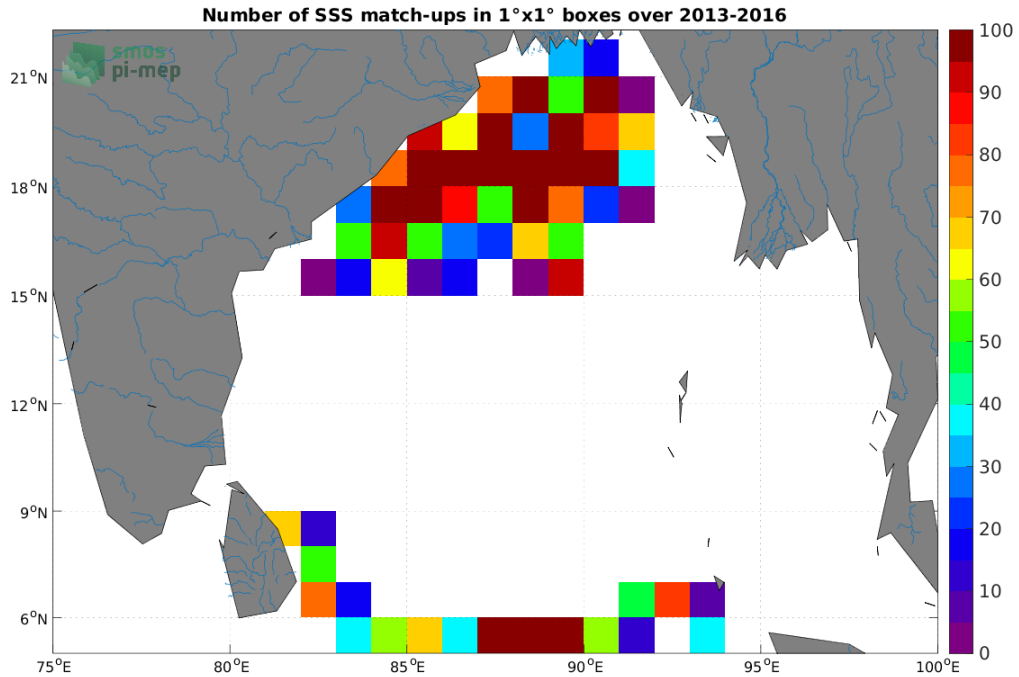 Number of SSS match-ups in 1°x1° boxes over 2013-2016
smos
pi-mep
21°N
18°N
15°N
12°N
9°N
6°N
75°E 80°E 85°E 90°E 95°E 100°E
100
90
80
70
60
50
40
30
20
10
0